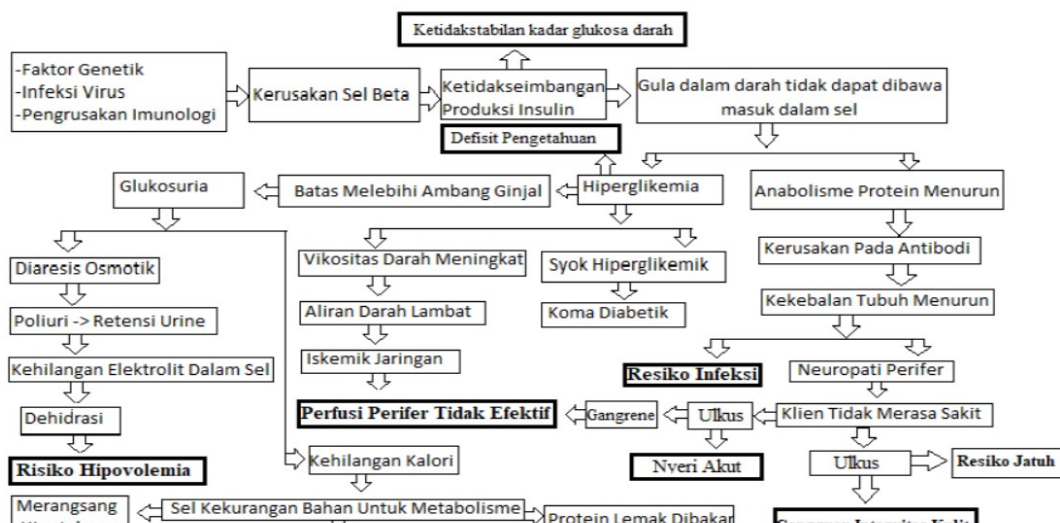 Ketidakstabilan kadar glukosa darah
-Faktor Genetik
-Infeksi Virus
-Pengrusakan Imunologi
Kerusakan Sel Beta
Ketidakseimbangan
Produksi Insulin
Gula dalam darah tidak dapat dibawa
masuk dalam sel
Defisit Pengetahuan
Glukosuria
Batas Melebihi Ambang Ginjal
Hiperglikemia
Anabolisme Protein Menurun
Diaresis Osmotik
Vikositas Darah Meningkat
Syok Hiperglikemik
Kerusakan Pada Antibodi
Poliuri -> Retensi Urine
Aliran Darah Lambat
Koma Diabetik
Kekebalan Tubuh Menurun
Kehilangan Elektrolit Dalam Sel
Iskemik Jaringan
Resiko Infeksi
Neuropati Perifer
Dehidrasi
Perfusi Perifer Tidak Efektif
Gangrene
Ulkus
Klien Tidak Merasa Sakit
Risiko Hipovolemia
Kehilangan Kalori
Nyeri Akut
Ulkus
Resiko Jatuh
Merangsang
Sel Kekurangan Bahan Untuk Metabolisme
Protein Lemak Dibakar